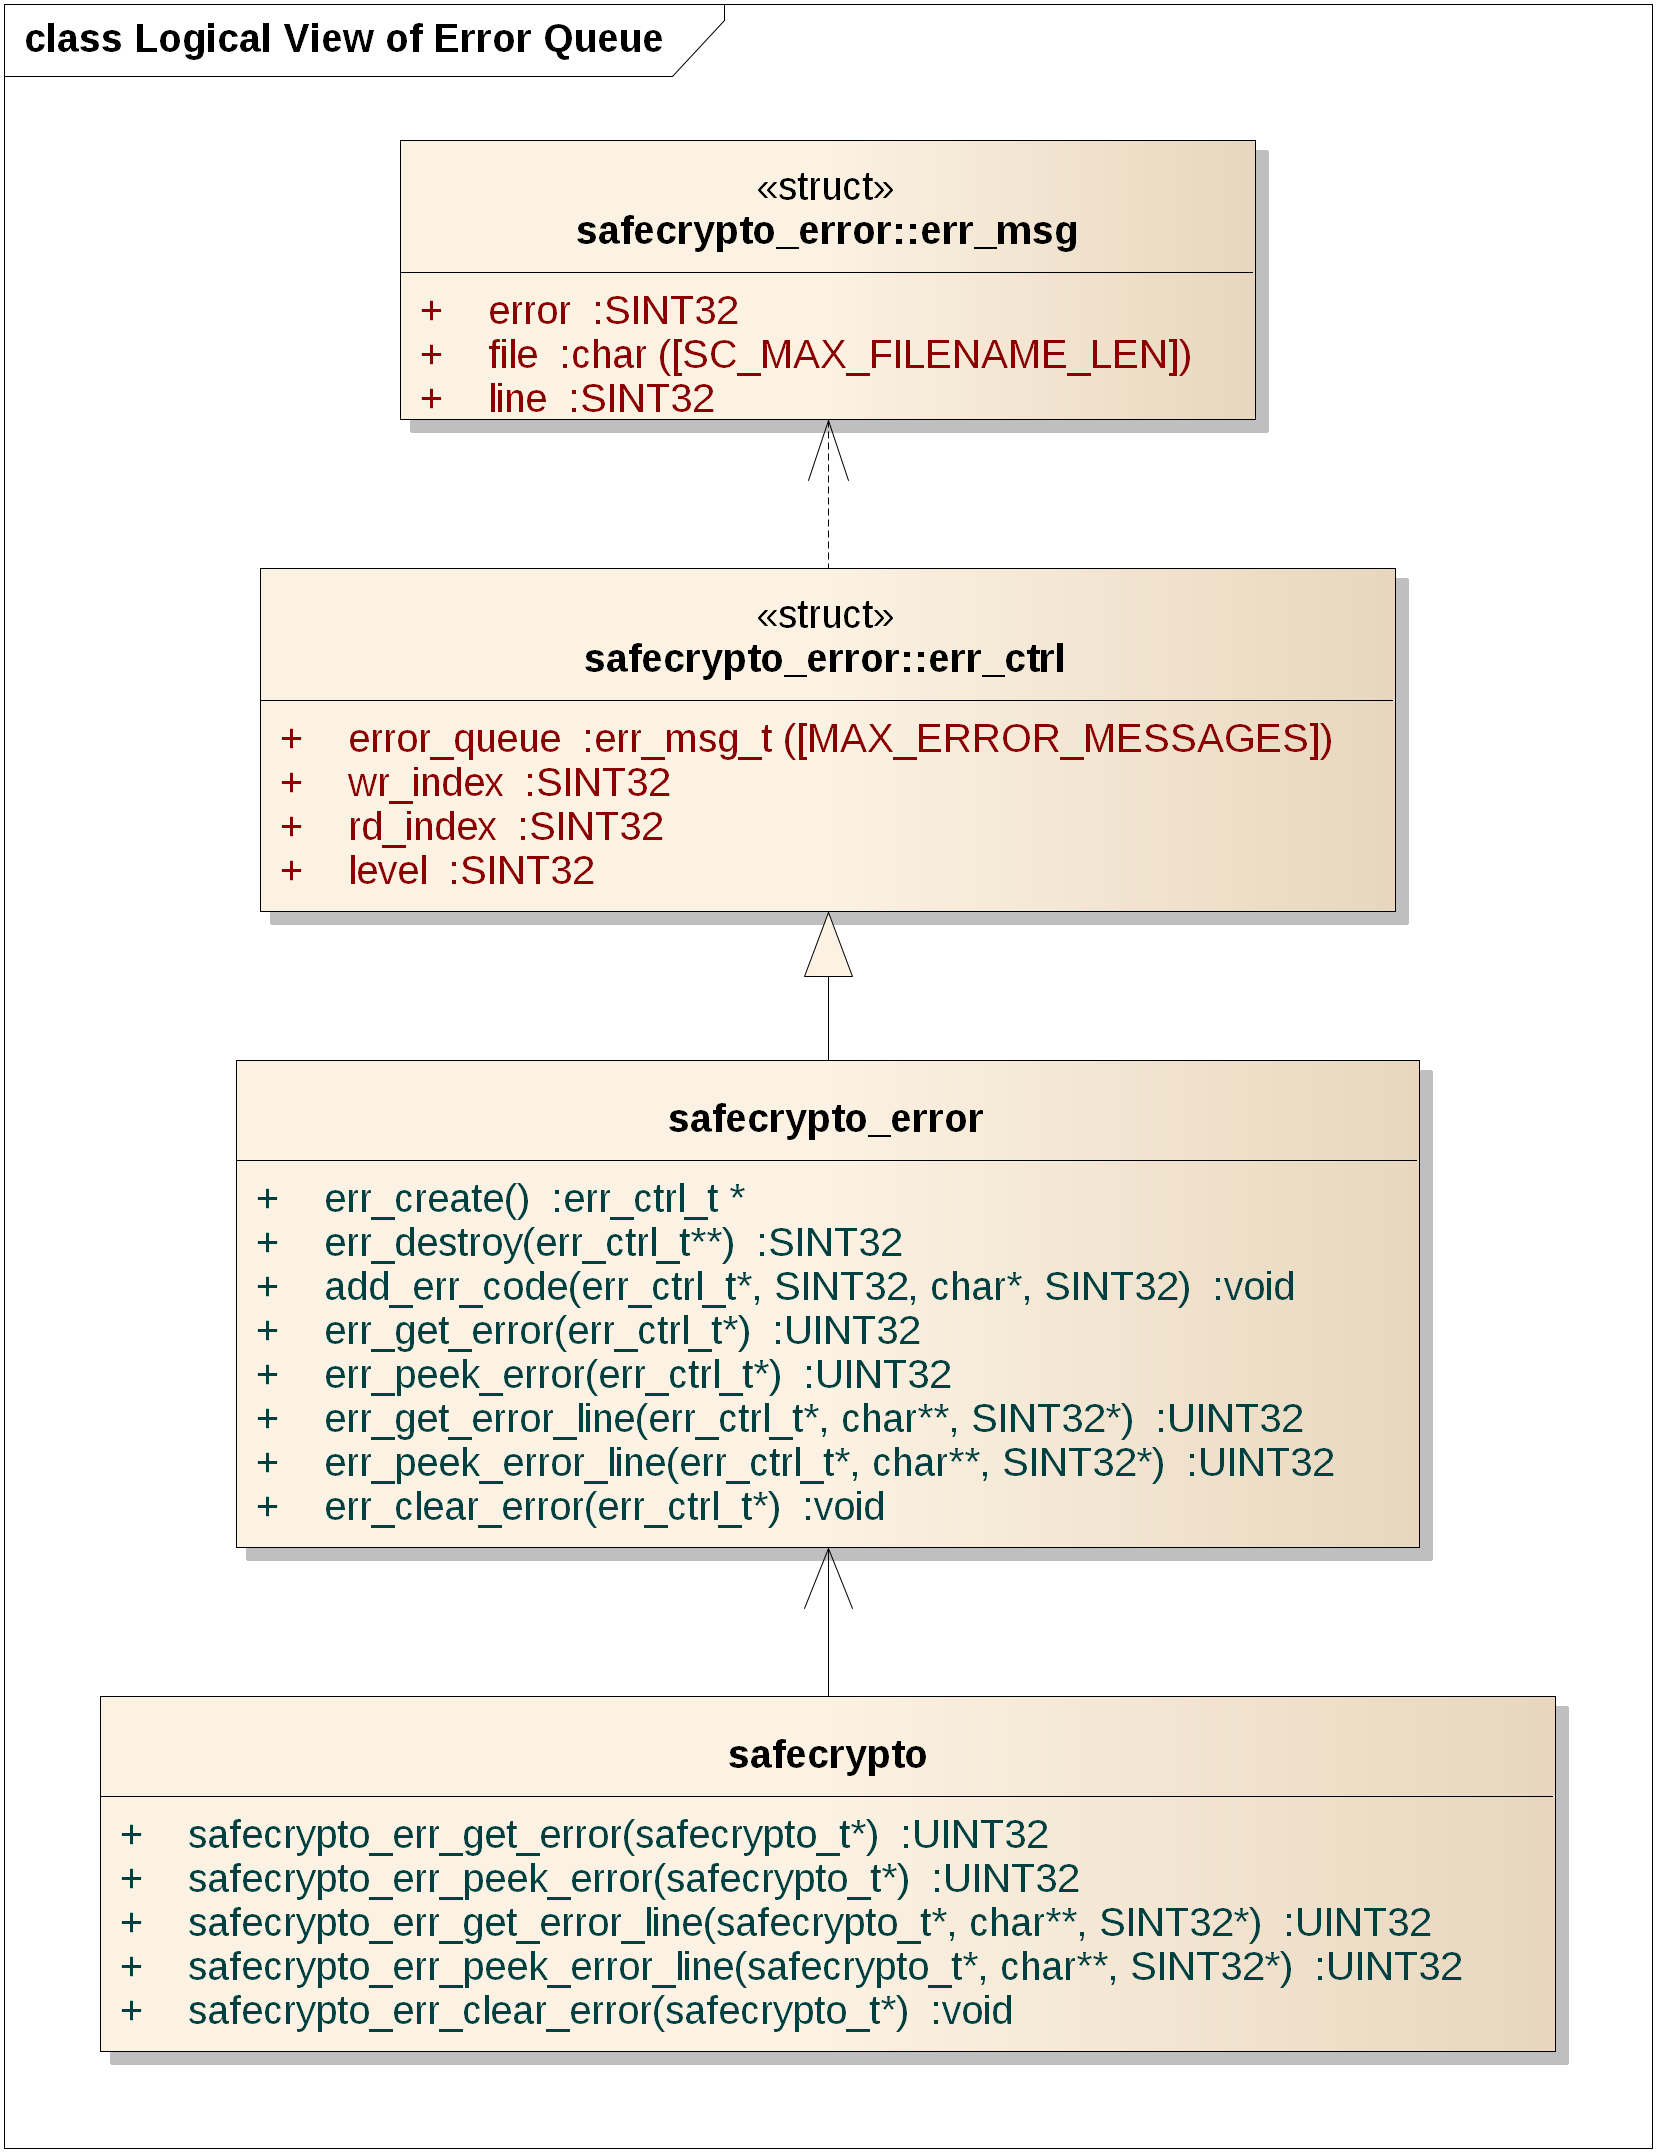 class Logical View of Error Queue
«struct»
safecrypto_error::err_msg
+ error :SINT32
+ file :char ([SC_MAX_FILENAME_LEN])
+ line :SINT32
«struct»
safecrypto_error::err_ctrl
+ error_queue :err_msg_t ([MAX_ERROR_MESSAGES])
+ wr_index :SINT32
+ rd_index :SINT32
+ level :SINT32
safecrypto_error
+ err_create() :err_ctrl_t *
+ err_destroy(err_ctrl_t**) :SINT32
+ add_err_code(err_ctrl_t*, SINT32, char*, SINT32) :void
+ err_get_error(err_ctrl_t*) :UINT32
+ err_peek_error(err_ctrl_t*) :UINT32
+ err_get_error_line(err_ctrl_t*, char**, SINT32*) :UINT32
+ err_peek_error_line(err_ctrl_t*, char**, SINT32*) :UINT32
+ err_clear_error(err_ctrl_t*) :void
safecrypto
+ safecrypto_err_get_error(safecrypto_t*) :UINT32
+ safecrypto_err_peek_error(safecrypto_t*) :UINT32
+ safecrypto_err_get_error_line(safecrypto_t*, char**, SINT32*) :UINT32
+ safecrypto_err_peek_error_line(safecrypto_t*, char**, SINT32*) :UINT32
+ safecrypto_err_clear_error(safecrypto_t*) :void